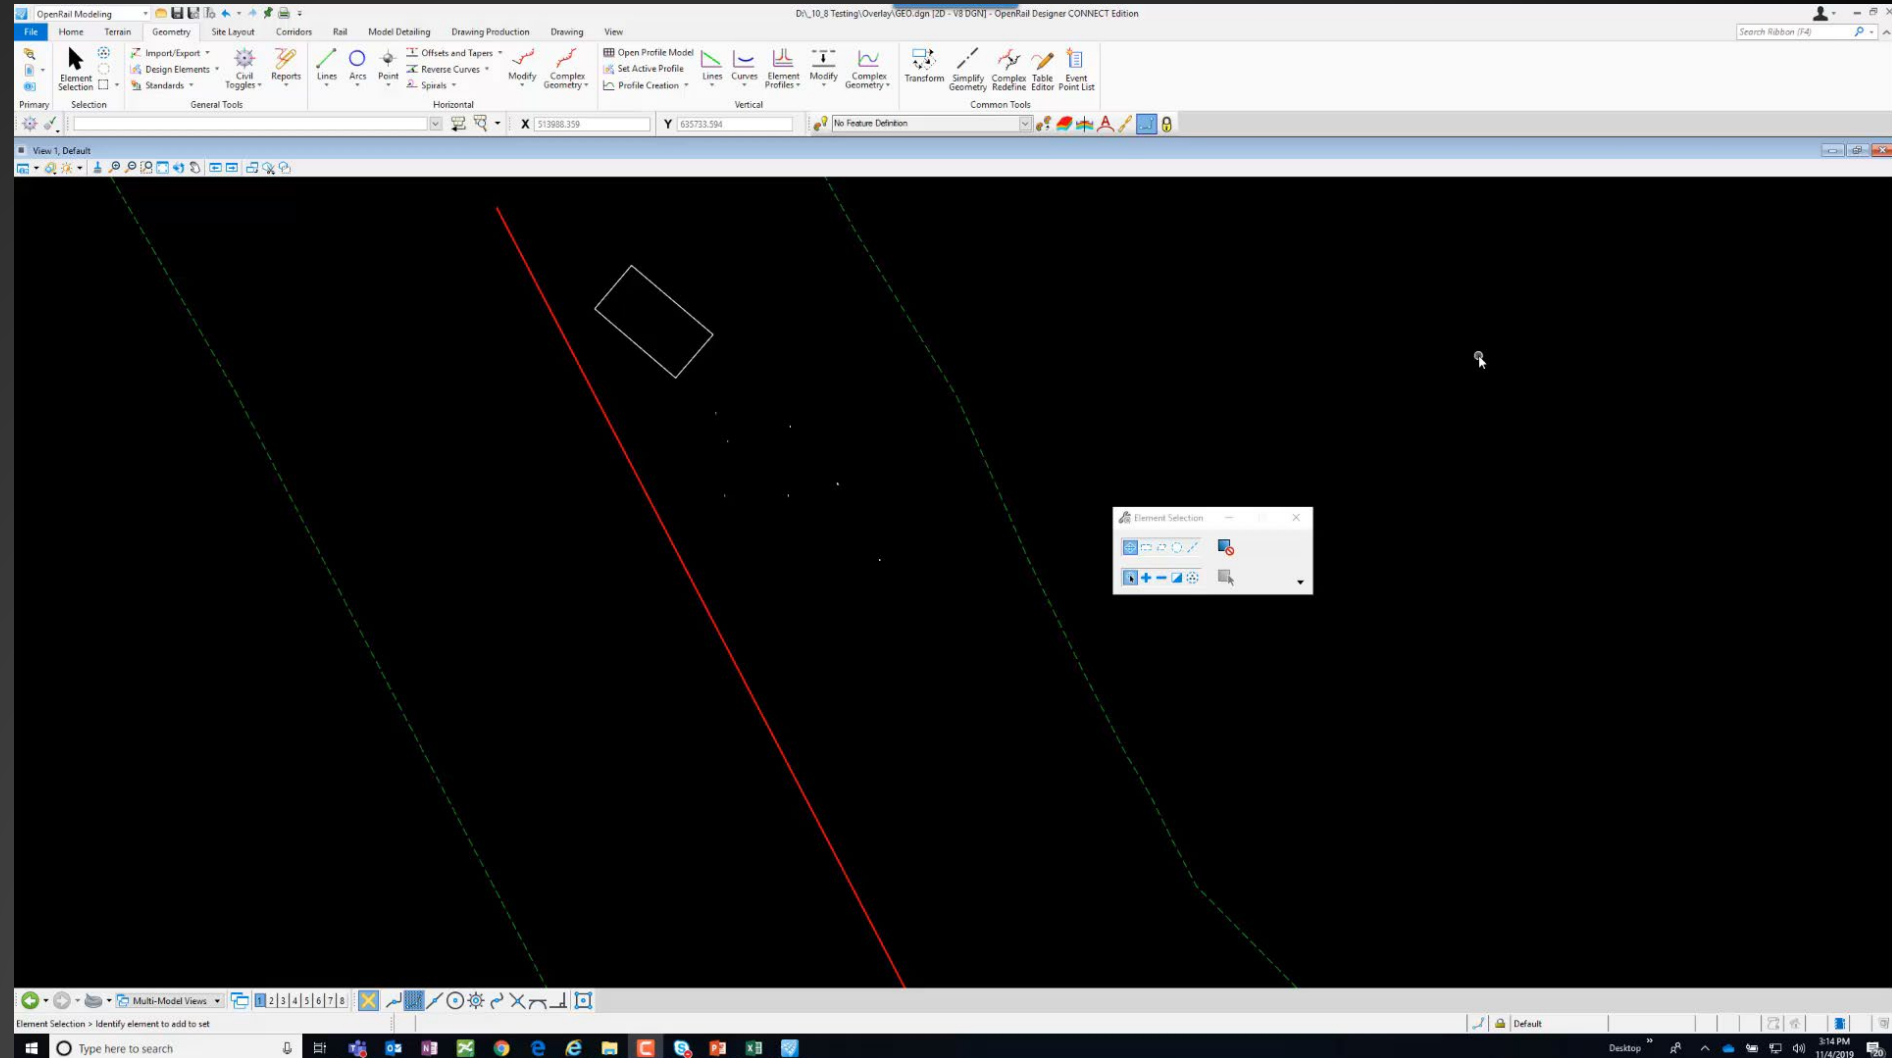 OpenRail Modeling
D:\_10_8 Testing\Overlay\GEO.dgn [2D - V8 DGN] - OpenRail Designer CONNECT Edition
File Home Terrain Geometry Site Layout Corridors Rail Model Detailing Drawing Production Drawing View
Search Ribbon (F4)
Element Selection
Import/Export
Design Elements
Standards
Civil Toggles
Reports
Lines
Arcs
Point
Offsets and Tapers
Reverse Curves
Spirals
Modify
Complex Geometry
Open Profile Model
Set Active Profile
Profile Creation
Lines
Curves
Element Profiles
Modify
Complex Geometry
Transform
Simplify Geometry
Complex Redefine
Table Editor
Event Point List
Primary Selection General Tools Horizontal Vertical Common Tools
X 513988.359 Y 635733.594 No Feature Definition
View 1, Default
Element Selection
Multi-Model Views 1 2 3 4 5 6 7 8
Element Selection > Identify element to add to set
Default
Type here to search
Desktop
3:14 PM
11/4/2019
20